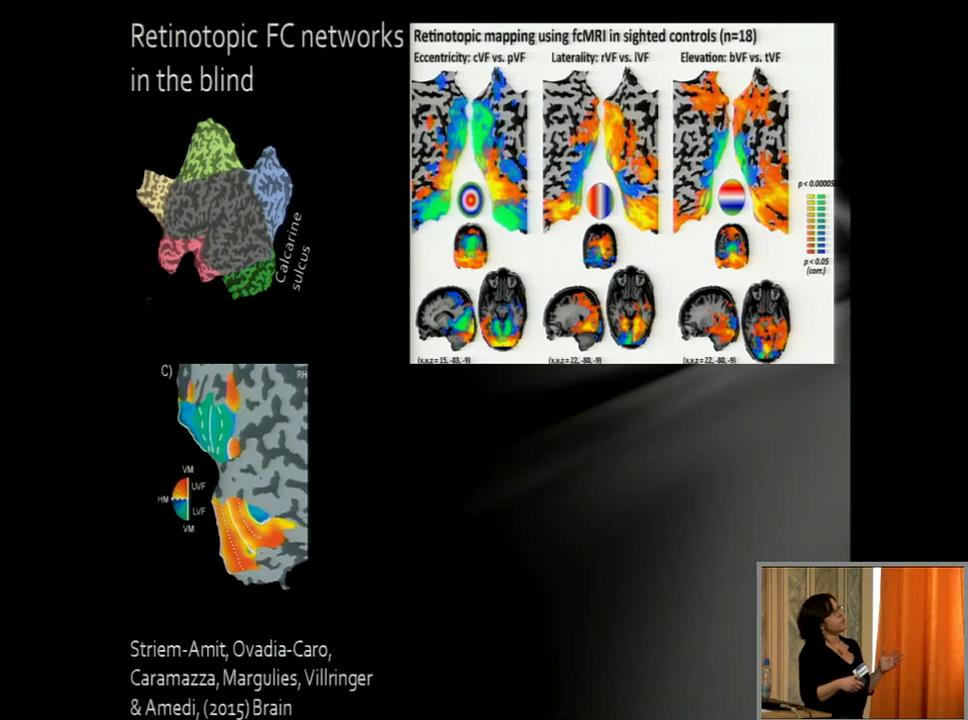 Retinotopic FC networks
in the blind
Retinotopic mapping using fcMRI in sighted controls (n=18)
Eccentricity: cVF vs. pVF
Laterality: rVF vs. lVF
Elevation: bVF vs. tVF
p < 0.00005
p < 0.05
(corr.)
(x,y,z = 15, -83, -9)
(x,y,z = 22, -80, -9)
(x,y,z = 22, -80, -9)
Calcarine
sulcus
C)
RH
VM
UVF
HM
LVF
VM
Striem-Amit, Ovadia-Caro,
Caramazza, Margulies, Villringer
& Amedi, (2015) Brain